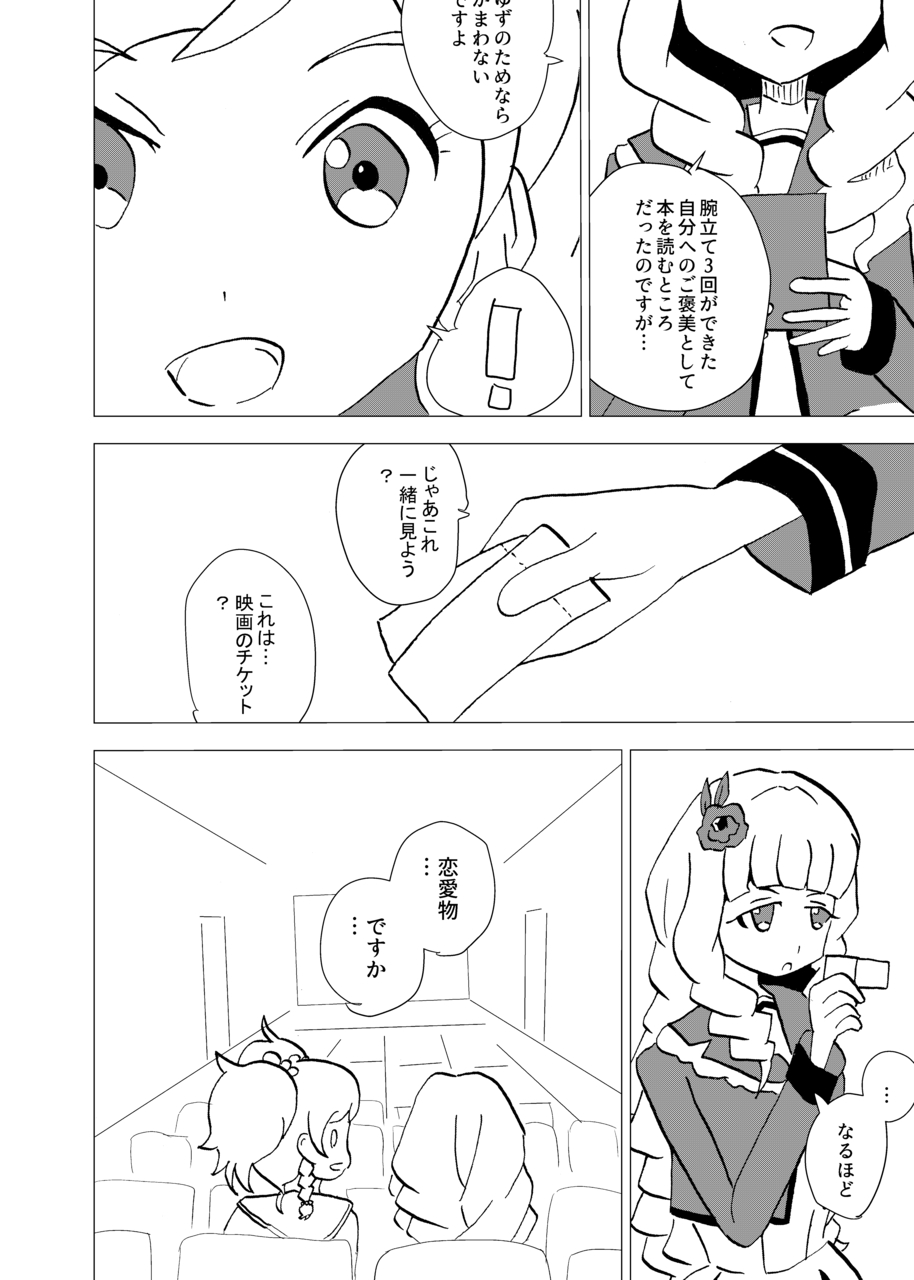 腕立て3回ができた
自分へのご褒美として
本を読むところ
だったのですが…
ゆずのためなら
かまわない
ですよ
!
じゃあこれ
一緒に見よう
?
これは…
映画のチケット
?
…
なるほど
恋愛物
…
ですか
…